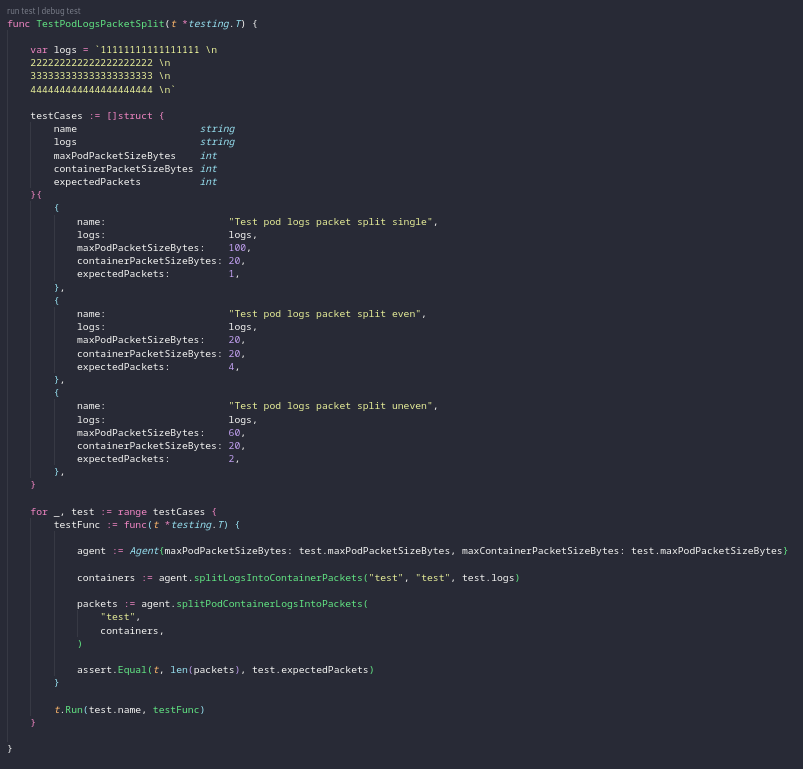 run test | debug test
func TestPodLogsPacketSplit(t *testing.T) {
var logs = `11111111111111111 \n
222222222222222222222 \n
333333333333333333333 \n
444444444444444444444 \n`
testCases := []struct {
name string
logs string
maxPodPacketSizeBytes int
containerPacketSizeBytes int
expectedPackets int
}{
{
name: "Test pod logs packet split single",
logs: logs,
maxPodPacketSizeBytes: 100,
containerPacketSizeBytes: 20,
expectedPackets: 1,
},
{
name: "Test pod logs packet split even",
logs: logs,
maxPodPacketSizeBytes: 20,
containerPacketSizeBytes: 20,
expectedPackets: 4,
},
{
name: "Test pod logs packet split uneven",
logs: logs,
maxPodPacketSizeBytes: 60,
containerPacketSizeBytes: 20,
expectedPackets: 2,
},
}
for _, test := range testCases {
testFunc := func(t *testing.T) {
agent := Agent{maxPodPacketSizeBytes: test.maxPodPacketSizeBytes, maxContainerPacketSizeBytes: test.maxPodPacketSizeBytes}
containers := agent.splitLogsIntoContainerPackets("test", "test", test.logs)
packets := agent.splitPodContainerLogsIntoPackets(
"test",
containers,
)
assert.Equal(t, len(packets), test.expectedPackets)
}
t.Run(test.name, testFunc)
}
}